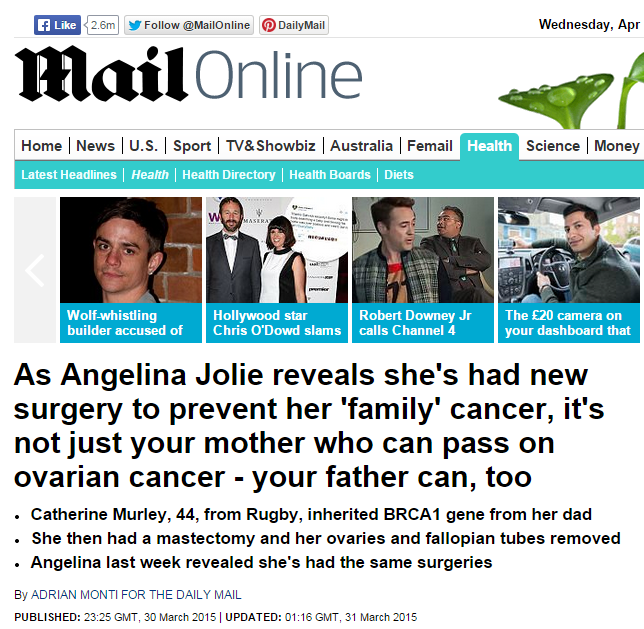 Like 2.6m Follow @MailOnline DailyMail Wednesday, Apr
Mail Online
Home News U.S. Sport TV&Showbiz Australia Femail Health Science Money
Latest Headlines Health Health Directory Health Boards Diets
MASERATI
Wolf-whistling
builder accused of
Hollywood star
Chris O'Dowd slams
Robert Downey Jr
calls Channel 4
The £20 camera on
your dashboard that
As Angelina Jolie reveals she's had new
surgery to prevent her 'family' cancer, it's
not just your mother who can pass on
ovarian cancer - your father can, too
• Catherine Murley, 44, from Rugby, inherited BRCA1 gene from her dad
• She then had a mastectomy and her ovaries and fallopian tubes removed
• Angelina last week revealed she's had the same surgeries
By ADRIAN MONTI FOR THE DAILY MAIL
PUBLISHED: 23:25 GMT, 30 March 2015 | UPDATED: 01:16 GMT, 31 March 2015